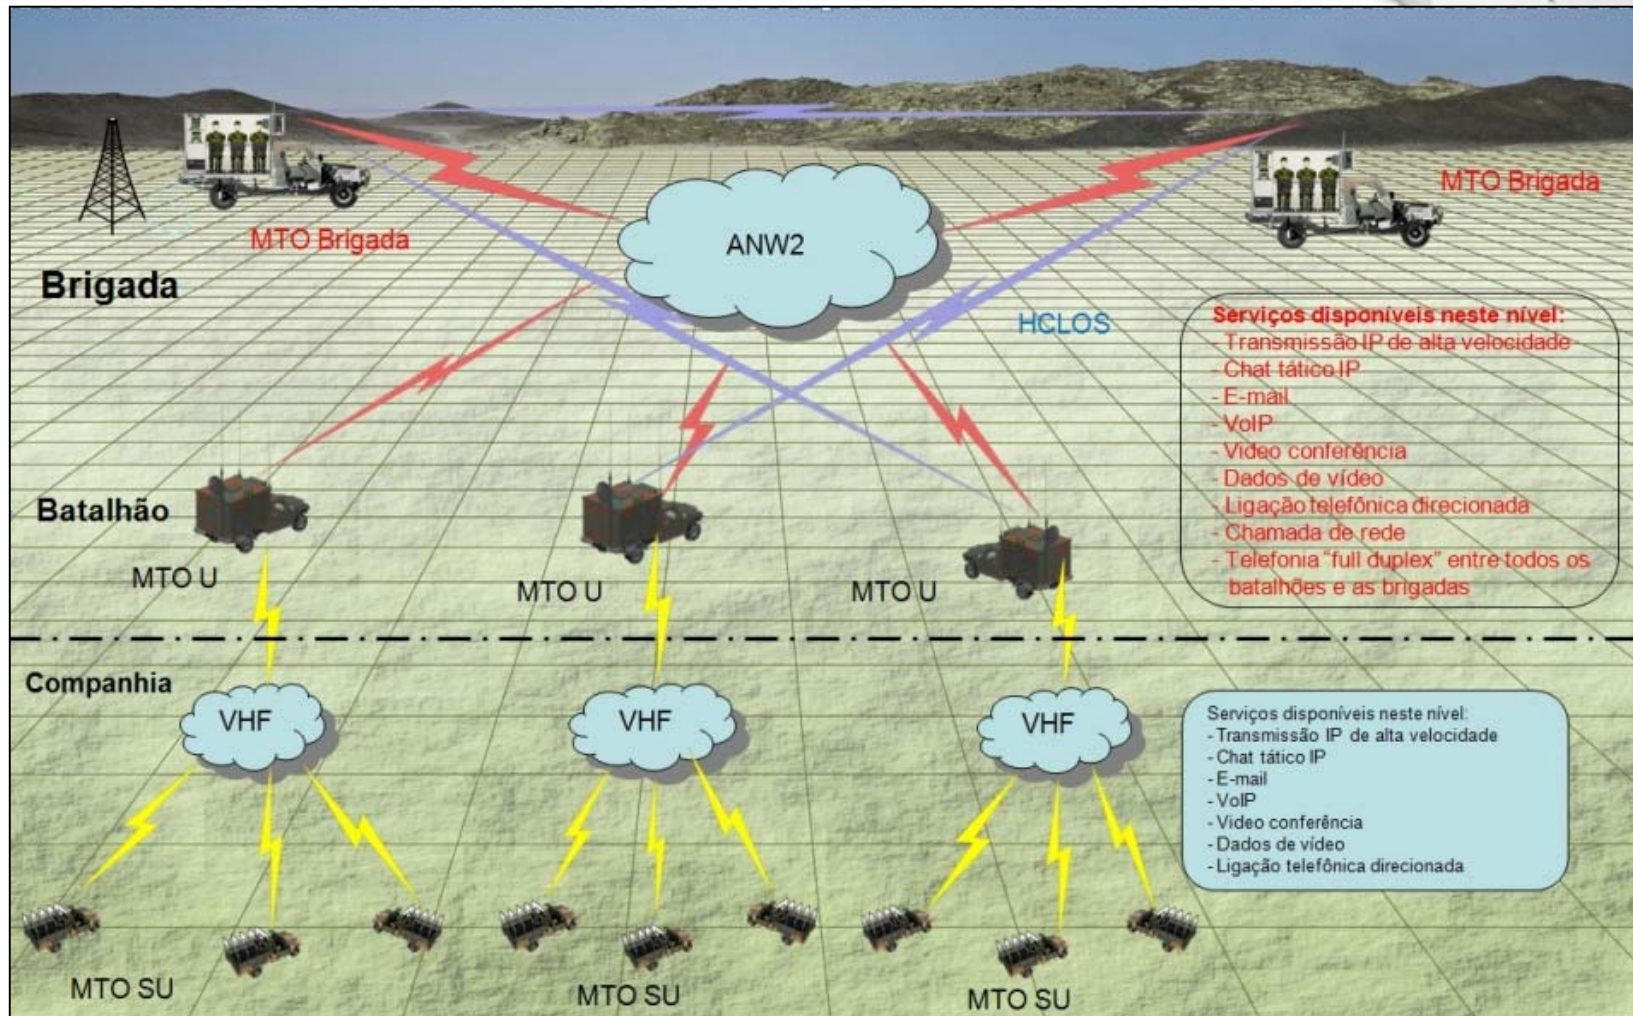 MTO Brigada
MTO Brigada
ANW2
Brigada
HCLOS
Serviços disponíveis neste nível:
- Transmissão IP de alta velocidade
- Chat tático IP
- E-mail
- VoIP
- Video conferência
- Dados de vídeo
- Ligação telefônica direcionada
- Chamada de rede
- Telefonia “full duplex” entre todos os
batalhões e as brigadas
Batalhão
MTO U
MTO U
MTO U
Companhia
VHF
VHF
VHF
Serviços disponíveis neste nível:
- Transmissão IP de alta velocidade
- Chat tático IP
- E-mail
- VoIP
- Video conferência
- Dados de vídeo
- Ligação telefônica direcionada
MTO SU
MTO SU
MTO SU